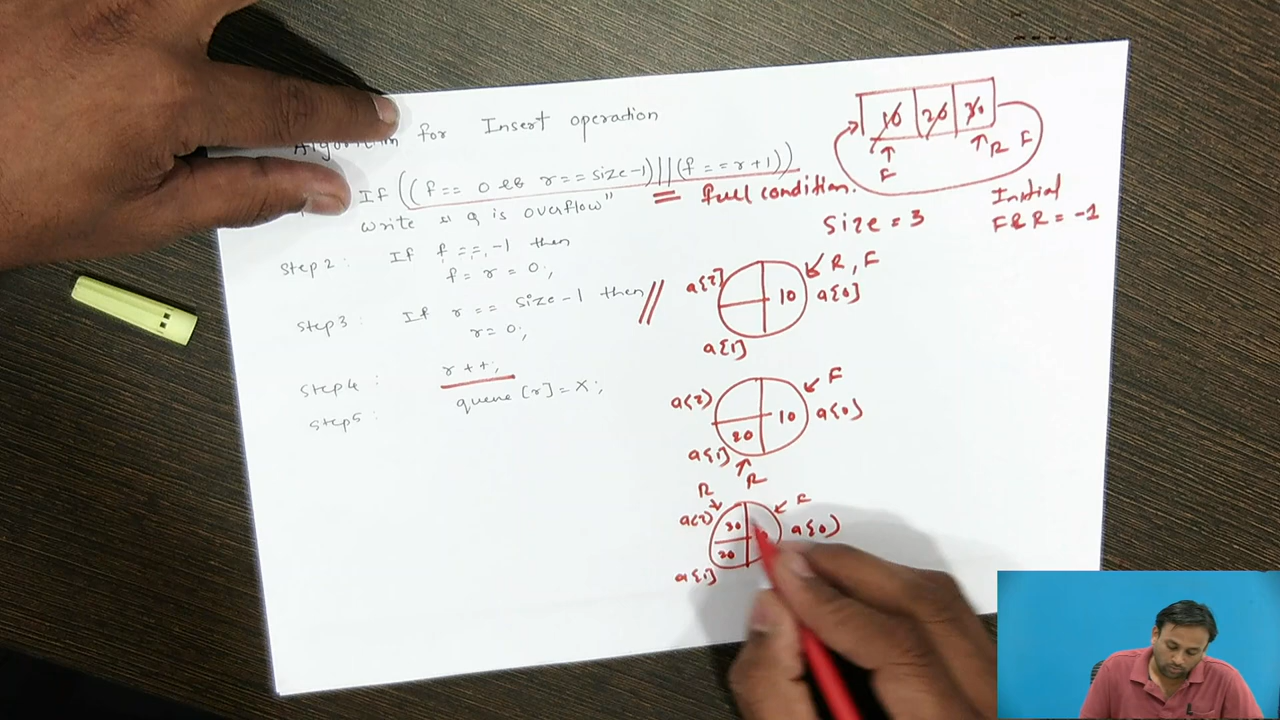 Algorithm for Insert operation
If ((f == 0 && r == size-1) || (f == r+1))
= full condition.
write " q is overflow"
Step 2 : If f == -1 then
f = r = 0;
Step 3 : If r == size-1 then //
r = 0;
Step 4 : r++;
Step 5 : queue [r] = X;
10 20 30
F R F
Size = 3
Initial
F & R = -1
R, F
a[2] 10 a[0]
a[1]
F
a(2) 10 a[0)
20
a[1]
R
R F
a(2) 30 a[0)
20
a[1]